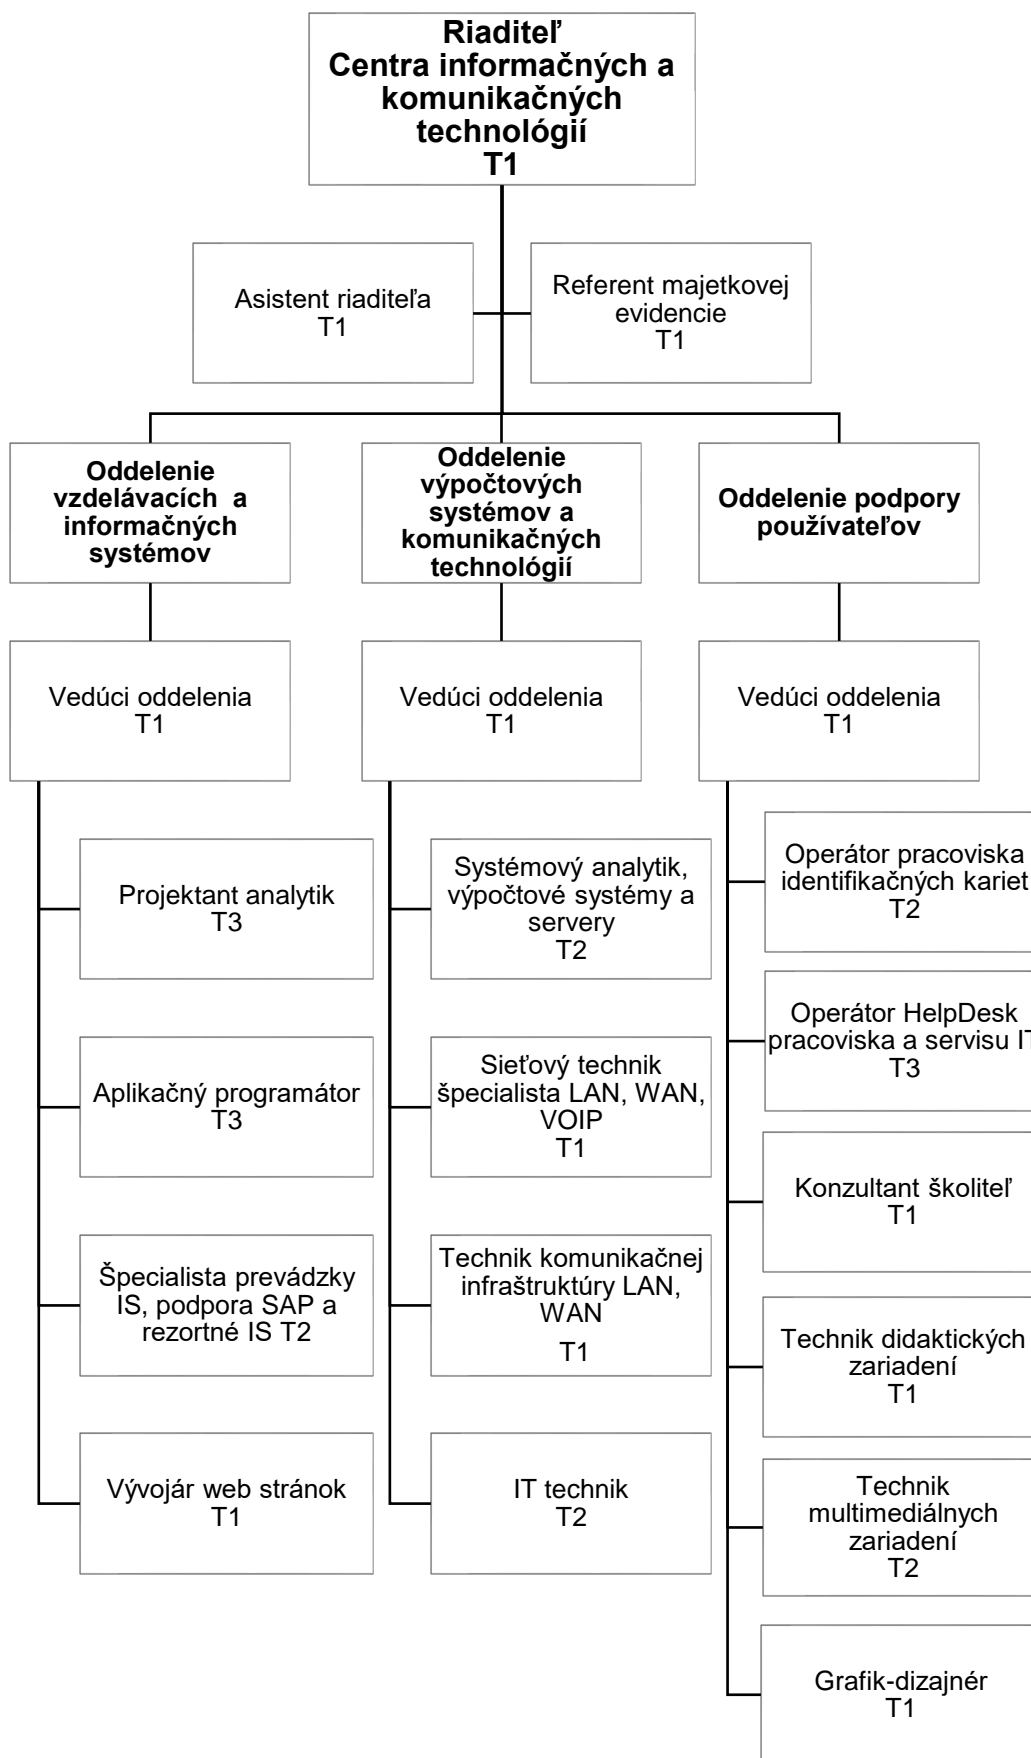 Riaditeľ
Centra informačných a
komunikačných
technológií
T1
Asistent riaditeľa
T1
Referent majetkovej
evidencie
T1
Oddelenie
vzdelávacích  a
informačných
systémov
Oddelenie
výpočtových
systémov a
komunikačných
technológií
Oddelenie podpory
používateľov
Vedúci oddelenia
T1
Vedúci oddelenia
T1
Vedúci oddelenia
T1
Projektant analytik
T3
Aplikačný programátor
T3
Špecialista prevádzky
IS, podpora SAP a
rezortné IS T2
Vývojár web stránok
T1
Systémový analytik,
výpočtové systémy a
servery
T2
Sieťový technik
špecialista LAN, WAN,
VOIP
T1
Technik komunikačnej
infraštruktúry LAN,
WAN
T1
IT technik
T2
Operátor pracoviska
identifikačných kariet
T2
Operátor HelpDesk
pracoviska a servisu IT
T3
Konzultant školiteľ
T1
Technik didaktických
zariadení
T1
Technik
multimediálnych
zariadení
T2
Grafik-dizajnér
T1